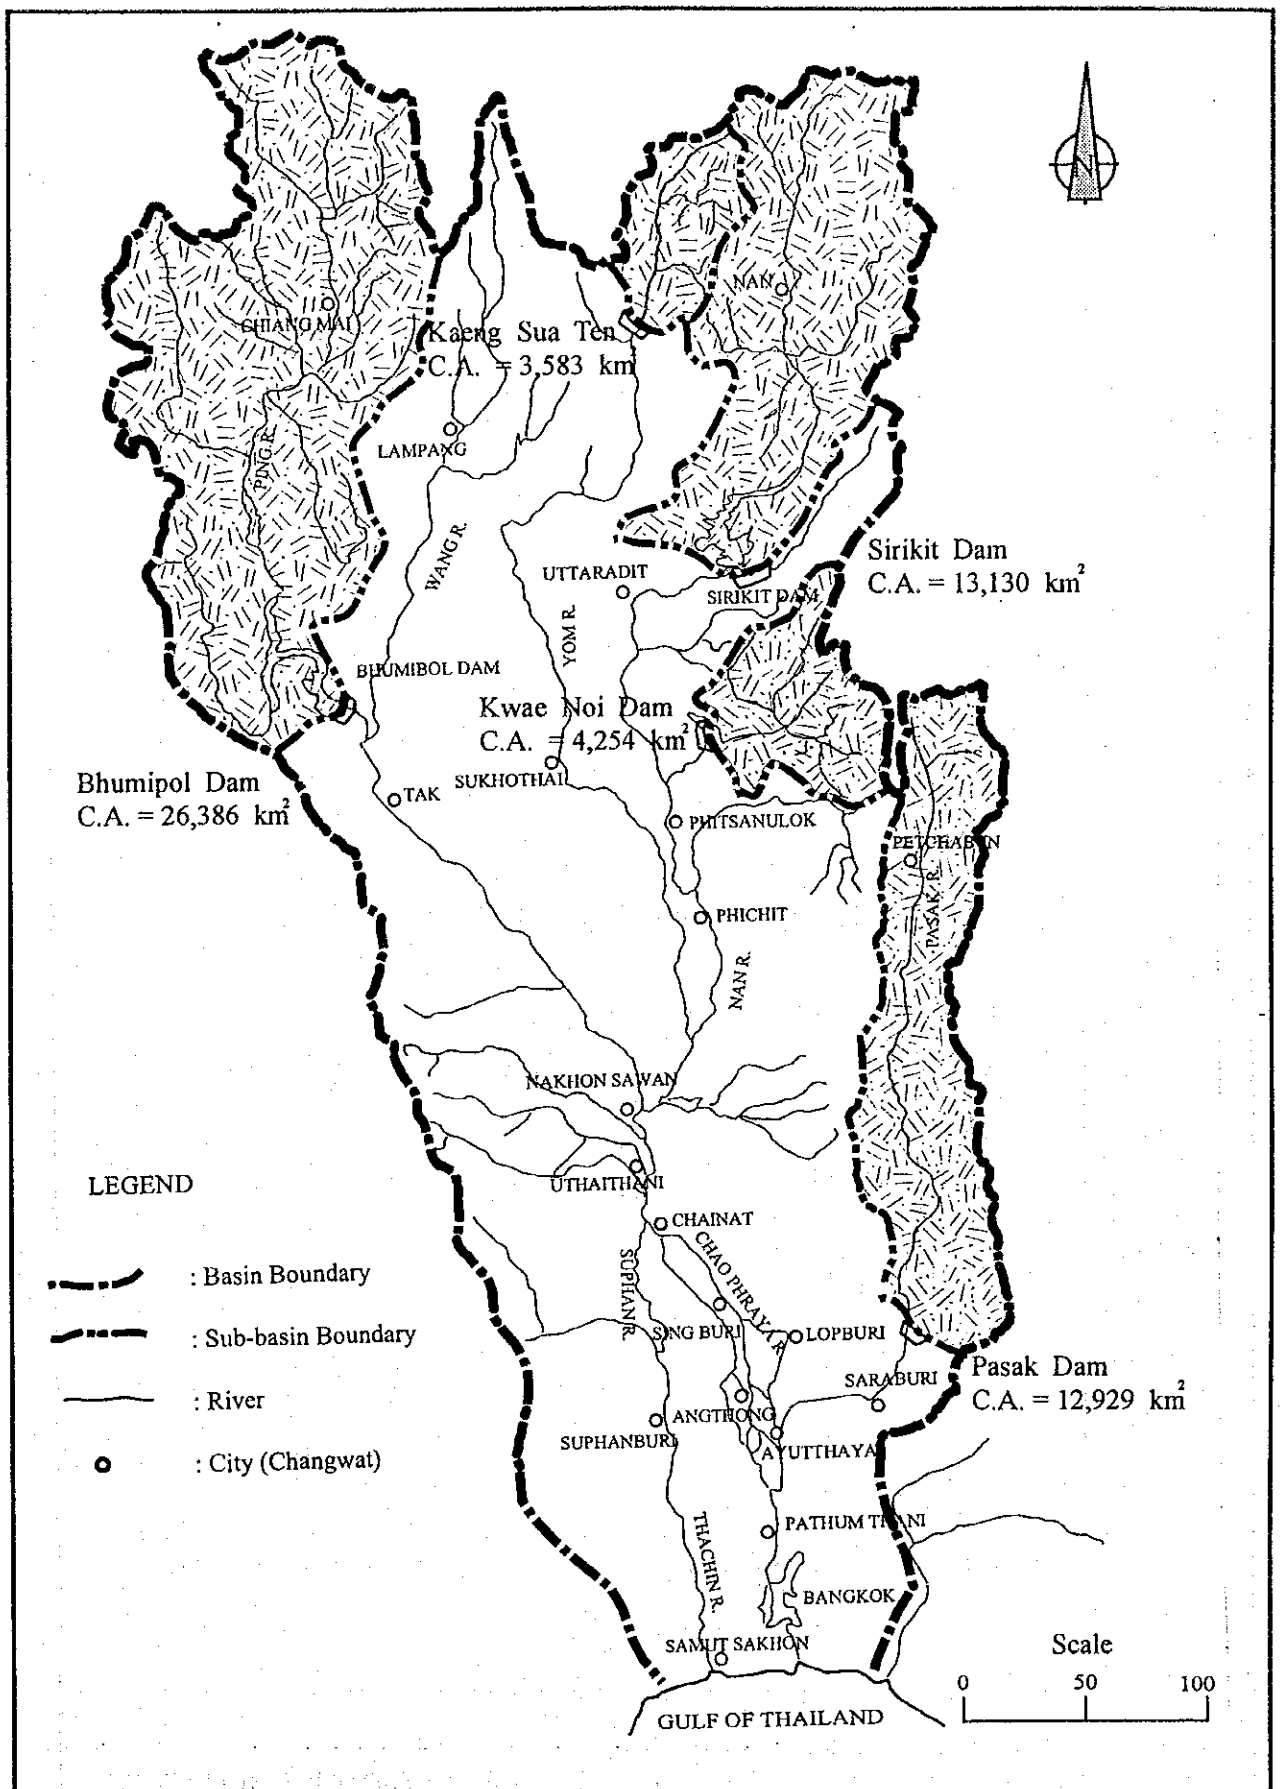 N
NAN
CHIANG MAI
Kaeng Sua Ten
C.A. = 3,583 km
PING R.
LAMPANG
WANG R.
Sirikit Dam
C.A. = 13,130 km²
UTTARADIT
SIRIKIT DAM
YOM R.
BHUMIBOL DAM
Kwae Noi Dam
C.A. = 4,254 km²
SUKHOTHAI
Bhumipol Dam
C.A. = 26,386 km²
TAK
PHITSANULOK
PETCHABUN
PASAK R.
PHICHIT
NAN R.
NAKHON SAWAN
UTHAITHANI
LEGEND
CHAINAT
CHAO PHRAYA R.
SUPHAN R.
: Basin Boundary
SING BURI
LOPBURI
: Sub-basin Boundary
Pasak Dam
C.A. = 12,929 km²
SARABURI
: River
ANGTHONG
SUPHANBURI
AYUTTHAYA
: City (Changwat)
PATHUM THANI
THACHIN R.
BANGKOK
SAMUT SAKHON
Scale
0 50 100
GULF OF THAILAND